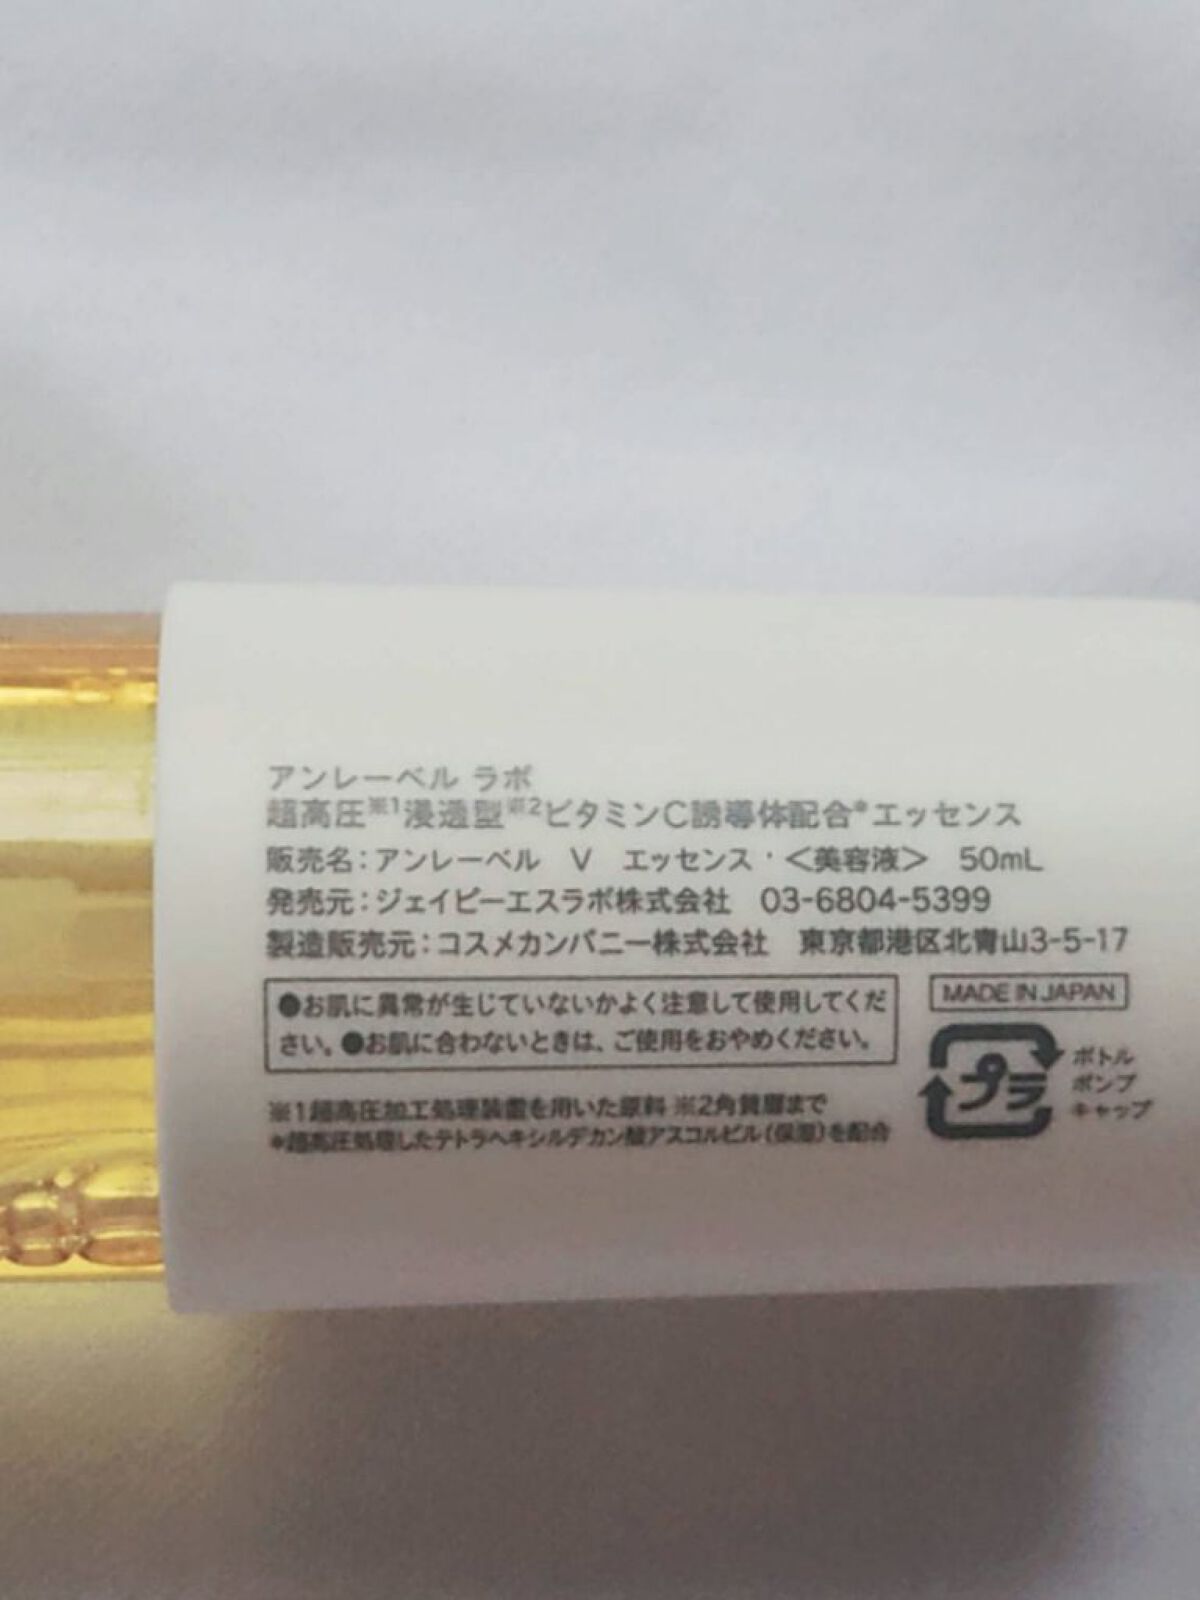 アンレーベル ラボ
超高圧※1浸透型※2ビタミンC誘導体配合*エッセンス
販売名：アンレーベル V エッセンス・＜美容液＞ 50mL
発売元：ジェイピーエスラボ株式会社 03-6804-5399
製造販売元：コスメカンパニー株式会社 東京都港区北青山3-5-17
●お肌に異常が生じていないかよく注意して使用してくだ
さい。●お肌に合わないときは、ご使用をおやめください。
※1超高圧加工処理装置を用いた原料 ※2角質層まで
*超高圧処理したテトラヘキシルデカン酸アスコルビル（保湿）を配合
MADE IN JAPAN
プラ
ボトル
ポンプ
キャップ